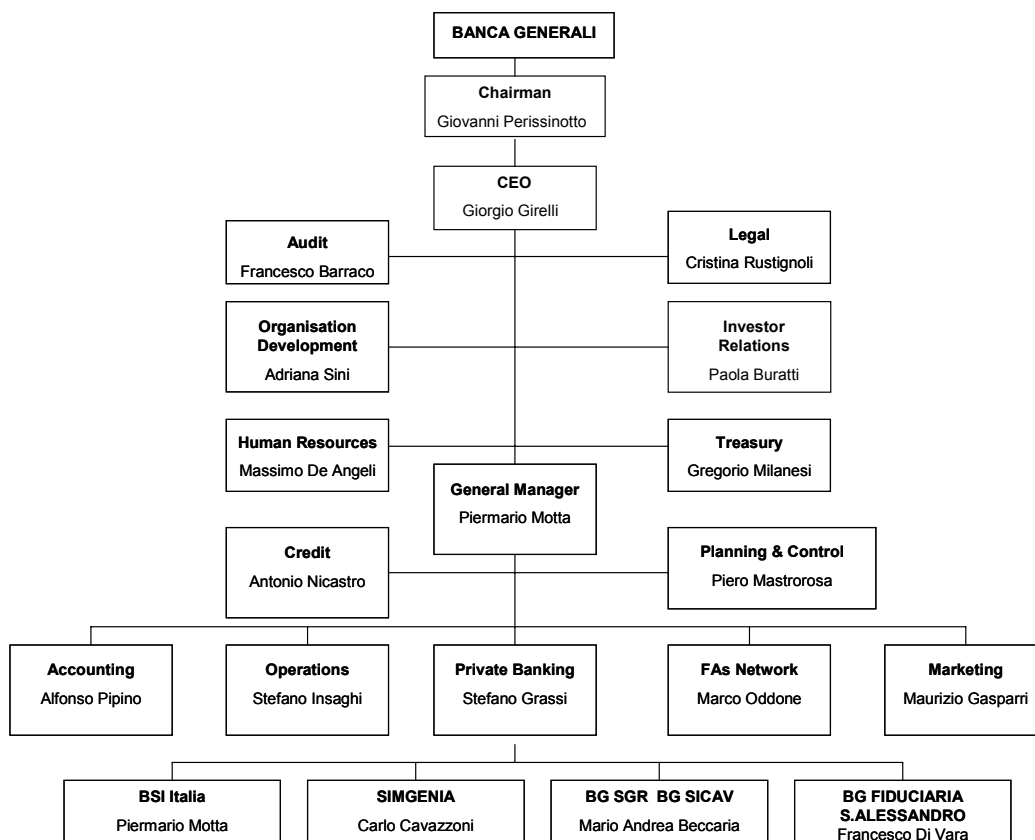 BANCA GENERALI
Chairman
Giovanni Perissinotto
CEO
Giorgio Girelli
Audit
Francesco Barraco
Legal
Cristina Rustignoli
Organisation
Development
Adriana Sini
Investor
Relations
Paola Buratti
Human Resources
Massimo De Angeli
Treasury
Gregorio Milanesi
General Manager
Piermario Motta
Credit
Antonio Nicastro
Planning & Control
Piero Mastrorosa
Accounting
Alfonso Pipino
Operations
Stefano Insaghi
Private Banking
Stefano Grassi
FAs Network
Marco Oddone
Marketing
Maurizio Gasparri
BSI Italia
Piermario Motta
SIMGENIA
Carlo Cavazzoni
BG SGR BG SICAV
Mario Andrea Beccaria
BG FIDUCIARIA
S.ALESSANDRO
Francesco Di Vara